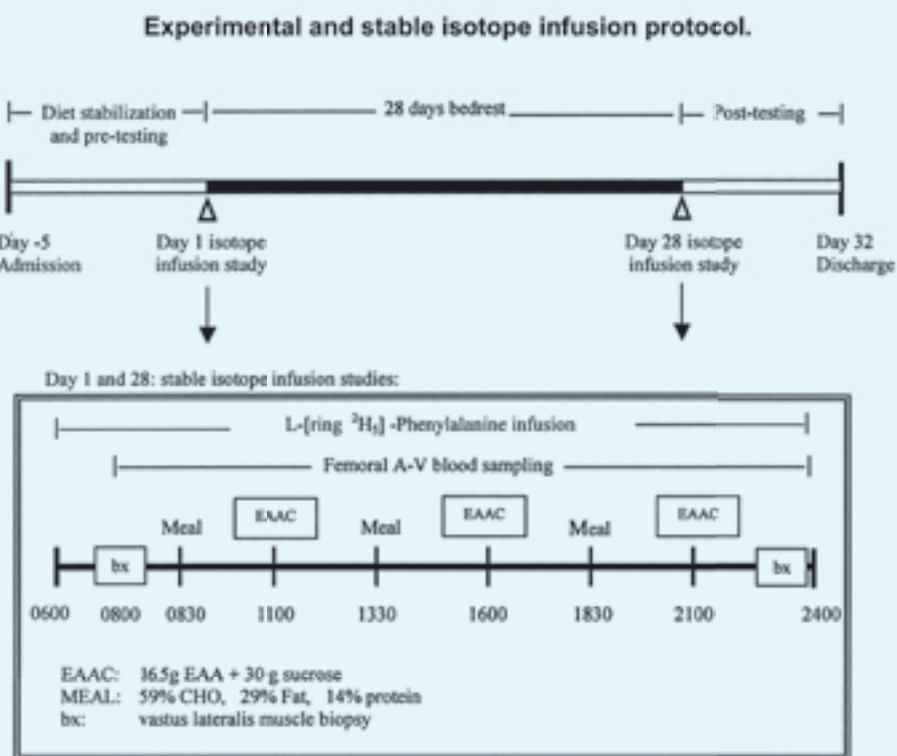 Experimental and stable isotope infusion protocol.
Diet stabilization and pre-testing
28 days bedrest
Post-testing
Day -5 Admission
Day 1 isotope infusion study
Day 28 isotope infusion study
Day 32 Discharge
Day 1 and 28: stable isotope infusion studies:
L-[ring ²H₅] -Phenylalanine infusion
Femoral A-V blood sampling
Meal EAAC Meal EAAC Meal EAAC
bx bx
0600 0800 0830 1100 1330 1600 1830 2100 2400
EAAC: 16.5g EAA + 30 g sucrose
MEAL: 59% CHO, 29% Fat, 14% protein
bx: vastus lateralis muscle biopsy